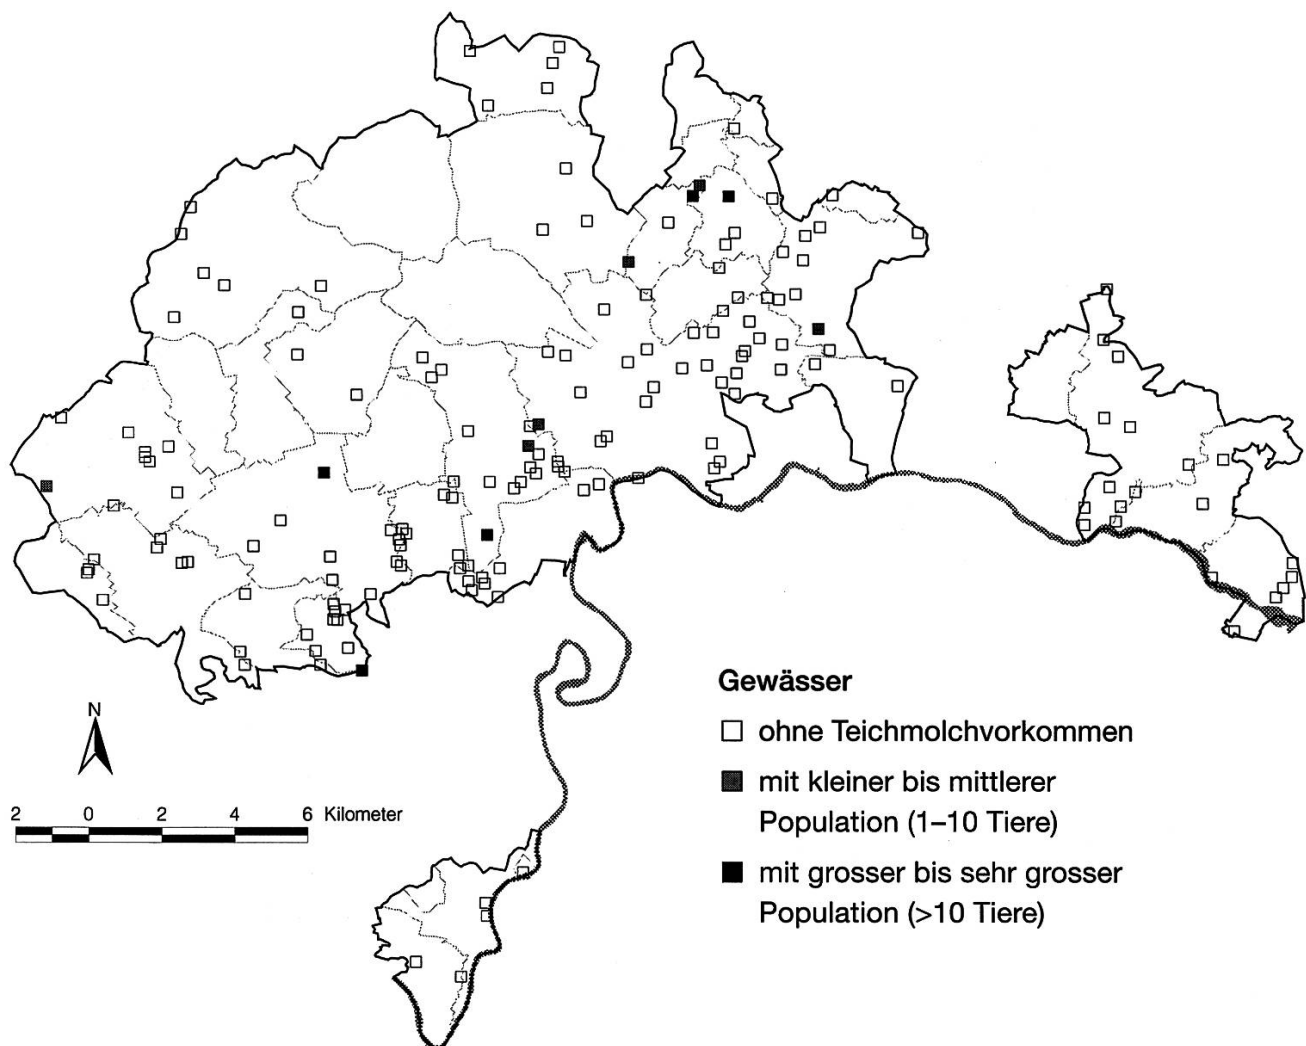 Gewässer
ohne Teichmolchvorkommen
mit kleiner bis mittlerer
Population (1–10 Tiere)
mit grosser bis sehr grosser
Population (>10 Tiere)
N
2 0 2 4 6 Kilometer